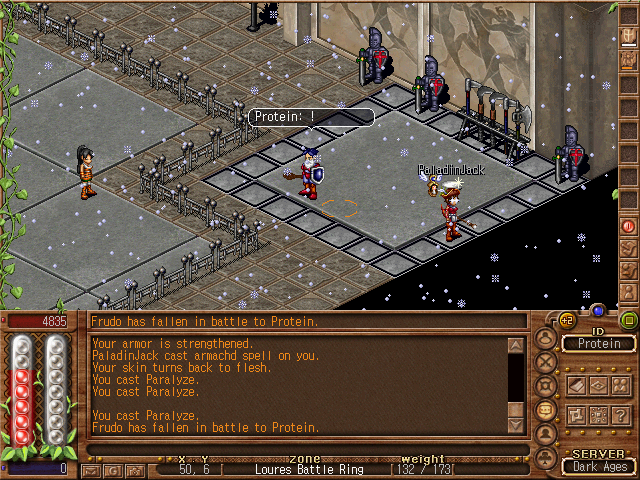 Protein: !
PaladinJack
4835
Frudo has fallen in battle to Protein.
+2
ID
Protein
Your armor is strengthened.
PaladinJack cast armachd spell on you.
Your skin turns back to flesh.
You cast Paralyze.
You cast Paralyze.
You cast Paralyze.
Frudo has fallen in battle to Protein.
?
X Y ZONE weight
0
G
50, 6 [ Loures Battle Ring [132 / 173[
SERVER
Dark Ages